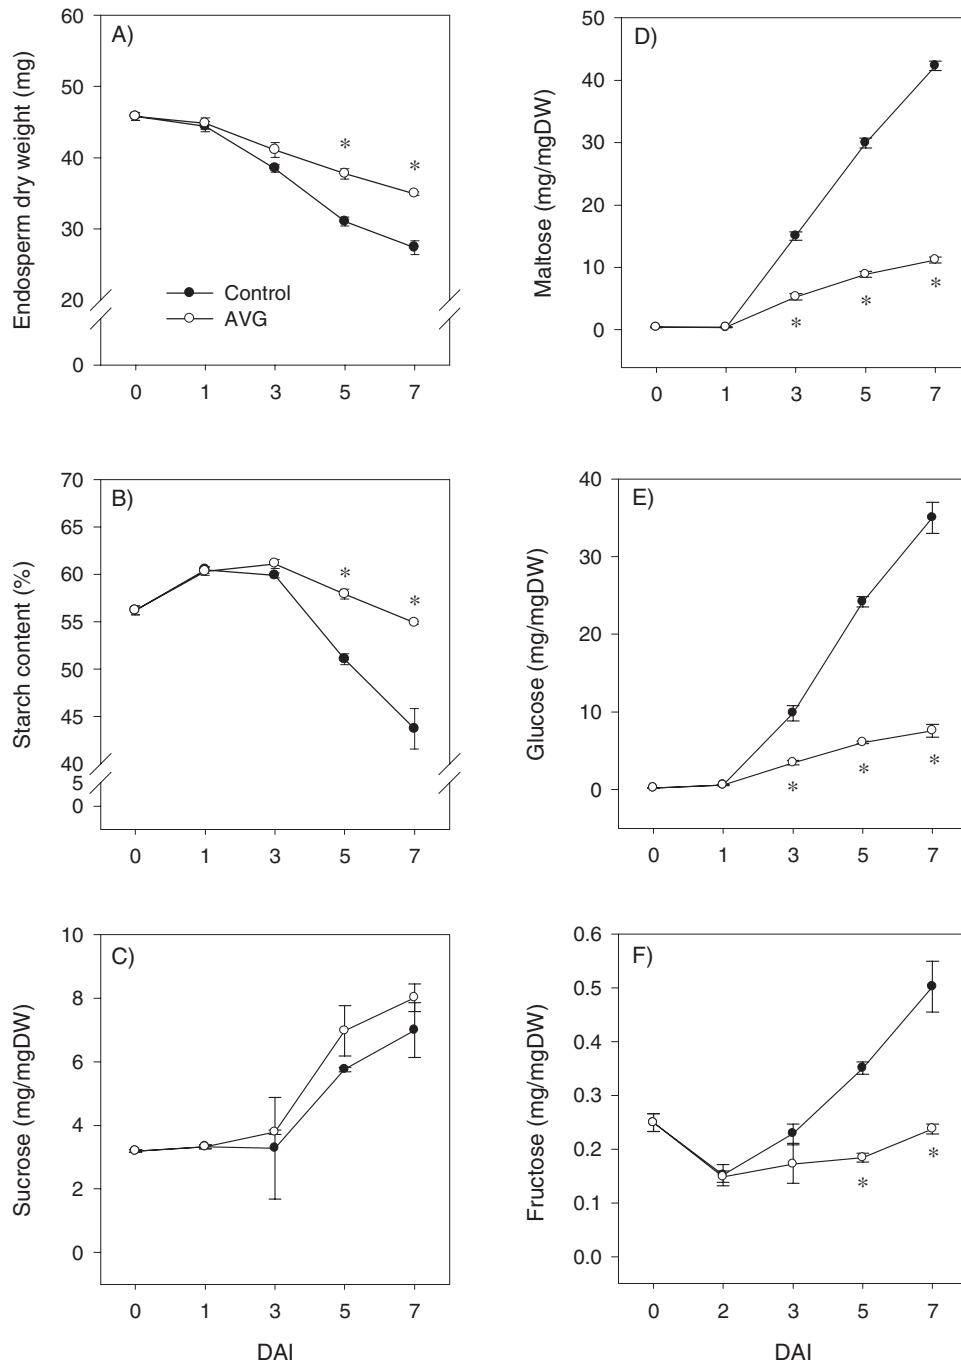 A)
Endosperm dry weight (mg)
60
50
40
30
20
0
* *
Control
AVG
0 1 3 5 7
B)
Starch content (%)
70
65
60
55
50
45
40
5
0
* *
0 1 3 5 7
C)
Sucrose (mg/mgDW)
10
8
6
4
2
0
0 1 3 5 7
DAI
D)
Maltose (mg/mgDW)
50
40
30
20
10
0
* * *
0 1 3 5 7
E)
Glucose (mg/mgDW)
40
30
20
10
0
* * *
0 1 3 5 7
F)
Fructose (mg/mgDW)
0.6
0.5
0.4
0.3
0.2
0.1
0.0
* *
0 2 3 5 7
DAI